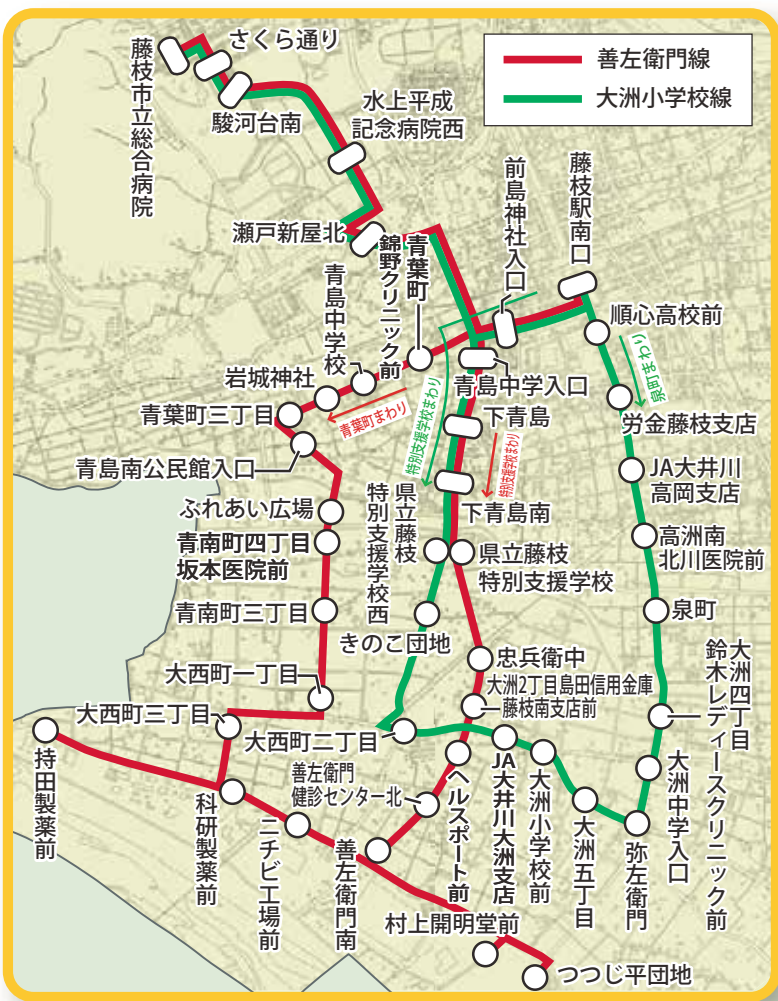 善左衛門線
大洲小学校線
藤枝市立総合病院
さくら通り
駿河台南
水上平成
記念病院西
瀬戸新屋北
青葉町
錦野クリニック前
前島神社入口
藤枝駅南口
順心高校前
青島中学校
岩城神社
青葉町三丁目
青島南公民館入口
青葉町まわり
特別支援学校まわり
青島中学入口
下青島
特別支援学校まわり
下青島南
泉町まわり
労金藤枝支店
JA大井川
高岡支店
高洲南
北川医院前
泉町
ふれあい広場
青南町四丁目
坂本医院前
青南町三丁目
県立藤枝
特別支援学校西
県立藤枝
特別支援学校
きのこ団地
忠兵衛中
大洲2丁目島田信用金庫
藤枝南支店前
大洲四丁目
鈴木レディースクリニック前
大西町一丁目
大西町三丁目
大西町二丁目
持田製薬前
科研製薬前
ニチビ工場前
善左衛門
健診センター北
善左衛門南
ヘルスポート前
JA大井川大洲支店
大洲小学校前
大洲五丁目
弥左衛門
大洲中学入口
村上開明堂前
つつじ平団地